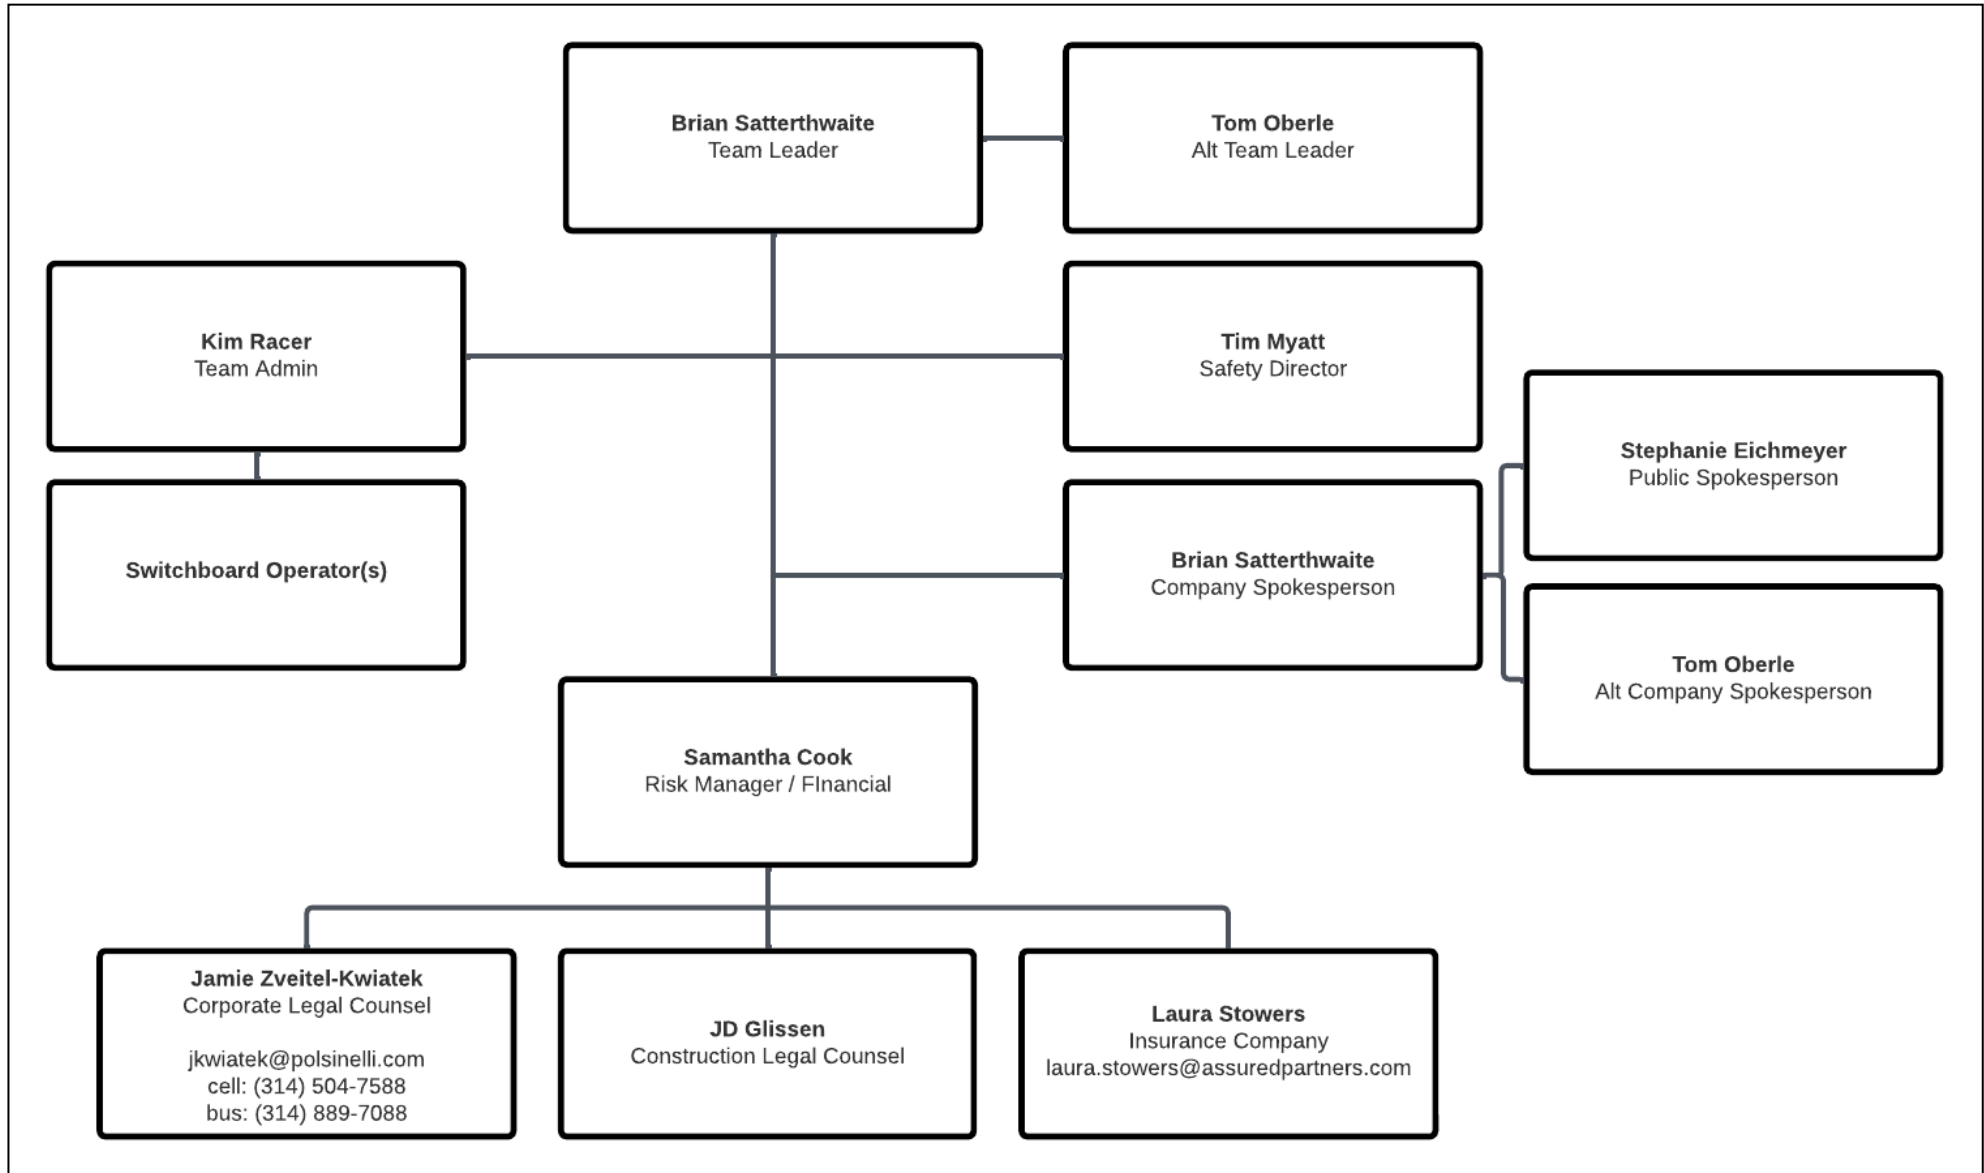 Brian Satterthwaite
Team Leader
Tom Oberle
Alt Team Leader
Kim Racer
Team Admin
Tim Myatt
Safety Director
Stephanie Eichmeyer
Public Spokesperson
Switchboard Operator(s)
Brian Satterthwaite
Company Spokesperson
Tom Oberle
Alt Company Spokesperson
Samantha Cook
Risk Manager / FInancial
Jamie Zveitel-Kwiatek
Corporate Legal Counsel
jkwiatek@polsinelli.com
cell: (314) 504-7588
bus: (314) 889-7088
JD Glissen
Construction Legal Counsel
Laura Stowers
Insurance Company
laura.stowers@assuredpartners.com